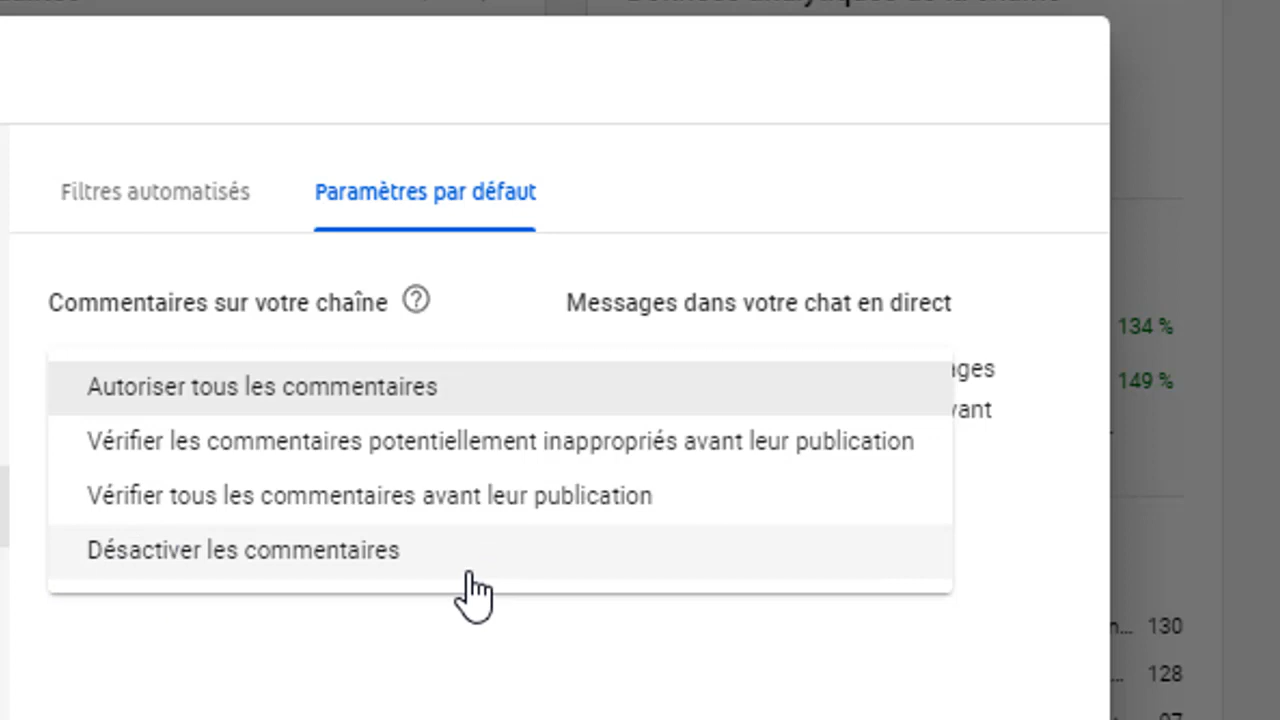 Filtres automatisés
Paramètres par défaut
Commentaires sur votre chaîne
Messages dans votre chat en direct
Autoriser tous les commentaires
Vérifier les commentaires potentiellement inappropriés avant leur publication
Vérifier tous les commentaires avant leur publication
Désactiver les commentaires
134 %
149 %
130
128